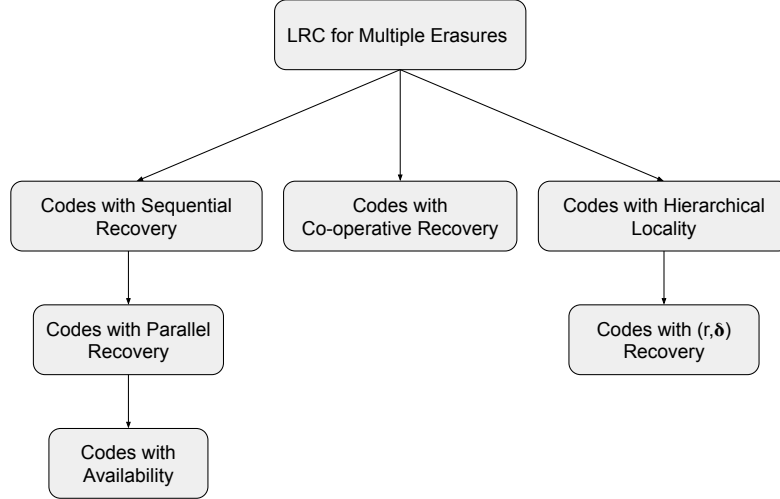 LRC for Multiple Erasures
Codes with Sequential
Recovery
Codes with
Co-operative Recovery
Codes with Hierarchical
Locality
Codes with Parallel
Recovery
Codes with (r,δ)
Recovery
Codes with
Availability